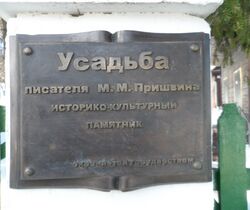 Усадьба
писателя М. М. Пришвина
ИСТОРИКО-КУЛЬТУРНЫЙ
ПАМЯТНИК
охраняется государством